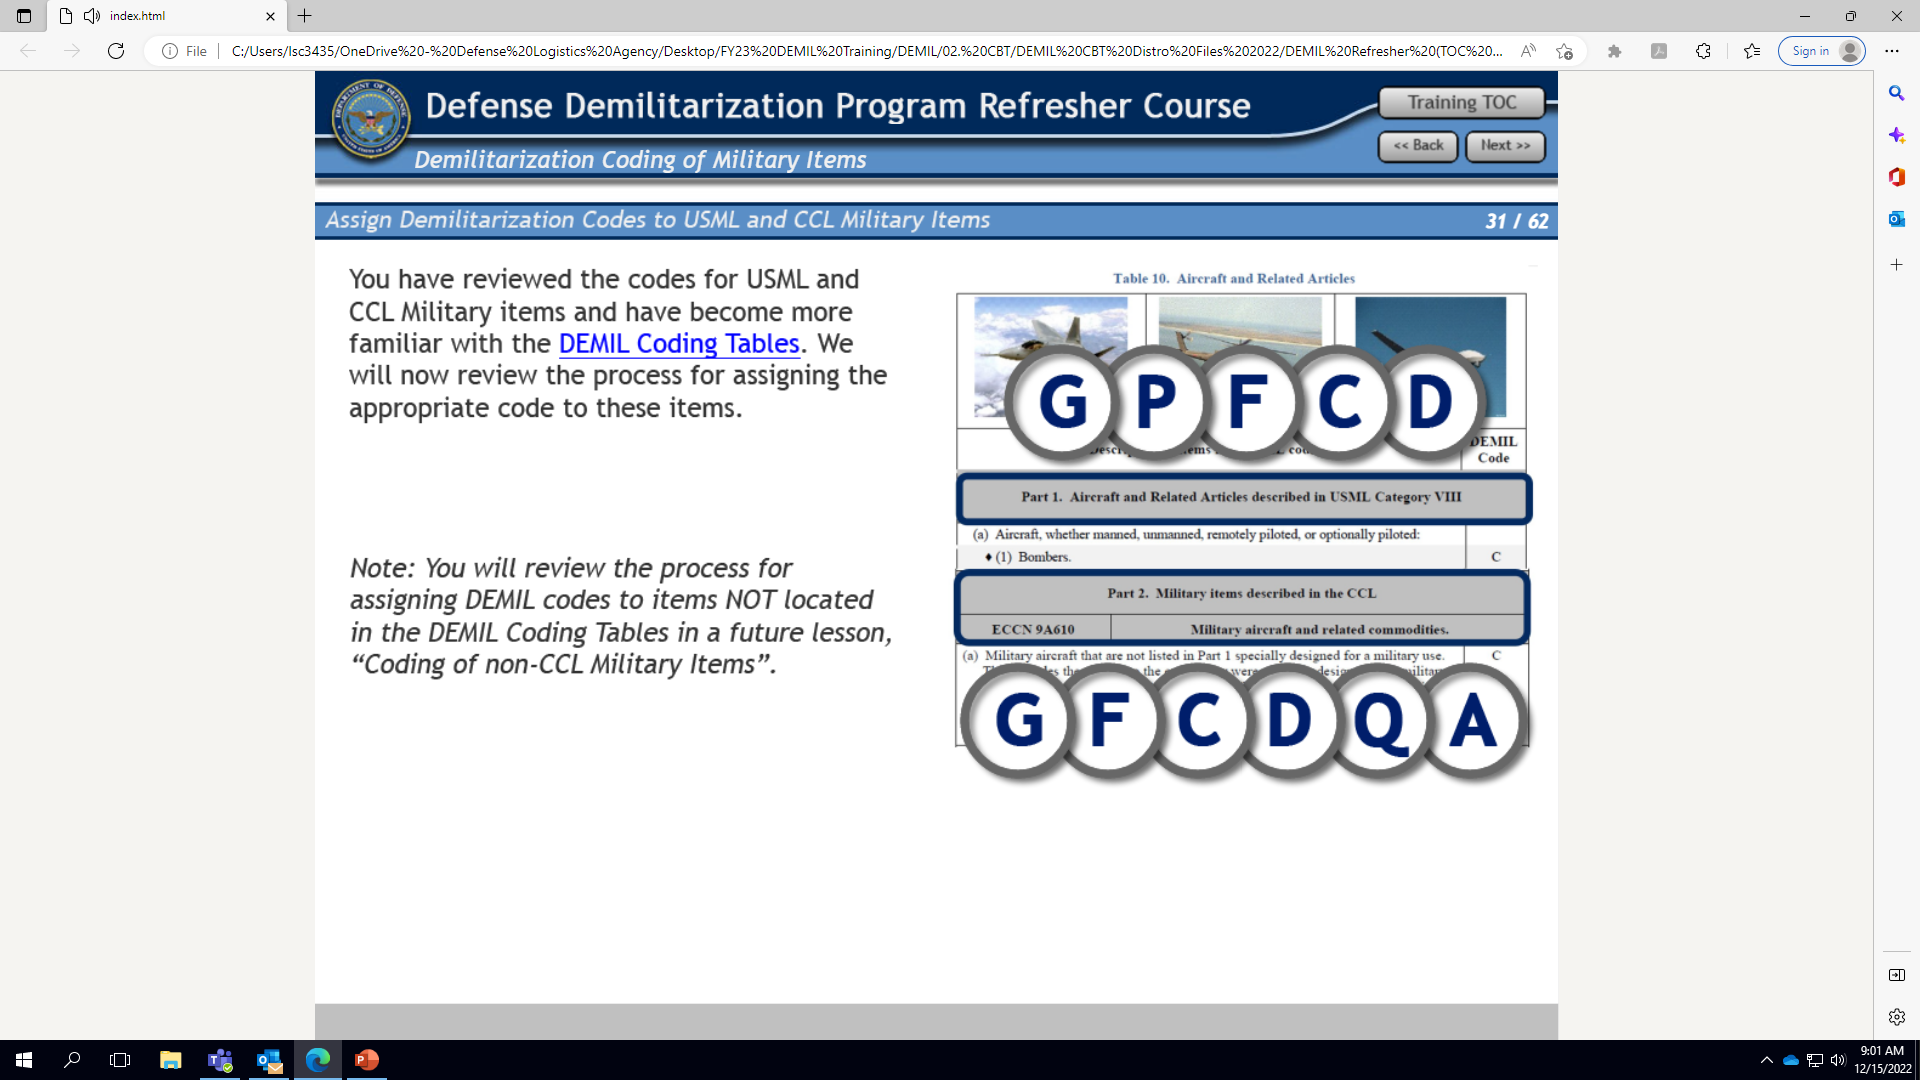 index.html
File
C:/Users/lsc3435/OneDrive%20-%20Defense%20Logistics%20Agency/Desktop/FY23%20DEMIL%20Training/DEMIL/02.%20CBT/DEMIL%20CBT%20Distro%20Files%202022/DEMIL%20Refresher%20(TOC%20...
Sign in
Defense Demilitarization Program Refresher Course
Training TOC
Demilitarization Coding of Military Items
<< Back
Next >>
Assign Demilitarization Codes to USML and CCL Military Items
31 / 62
You have reviewed the codes for USML and
CCL Military items and have become more
familiar with the DEMIL Coding Tables. We
will now review the process for assigning the
appropriate code to these items.
Note: You will review the process for
assigning DEMIL codes to items NOT located
in the DEMIL Coding Tables in a future lesson,
“Coding of non-CCL Military Items”.
Table 10. Aircraft and Related Articles
G P F C D
DEMIL
Code
Part 1. Aircraft and Related Articles described in USML Category VIII
(a) Aircraft, whether manned, unmanned, remotely piloted, or optionally piloted:
♦ (1) Bombers.
C
Part 2. Military items described in the CCL
ECCN 9A610
Military aircraft and related commodities.
(a) Military aircraft that are not listed in Part 1 specially designed for a military use.
C
G F C D Q A
9:01 AM
12/15/2022